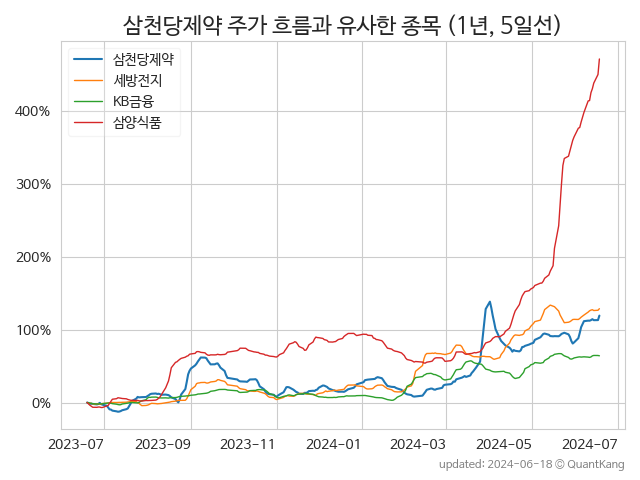 삼천당제약 주가 흐름과 유사한 종목 (1년, 5일선)
삼천당제약
세방전지
KB금융
삼양식품
400%
300%
200%
100%
0%
2023-07 2023-09 2023-11 2024-01 2024-03 2024-05 2024-07
updated: 2024-06-18 © QuantKang